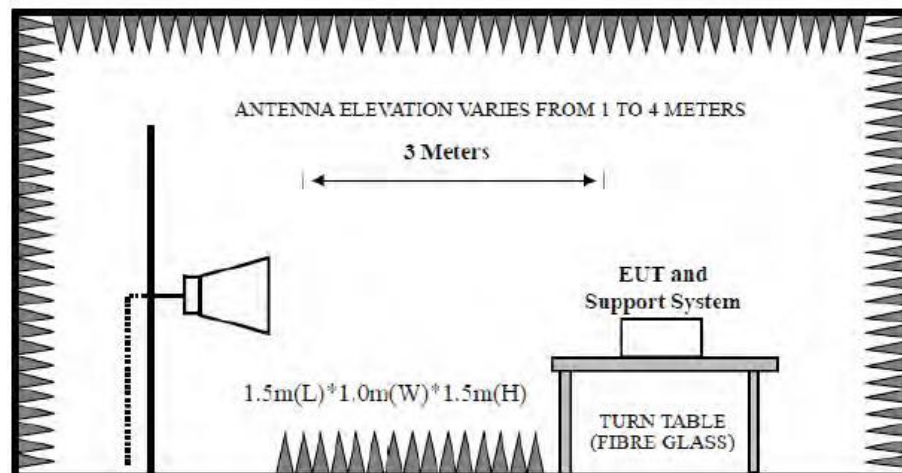 ANTENNA ELEVATION VARIES FROM 1 TO 4 METERS
3 Meters
EUT and
Support System
1.5m(L)*1.0m(W)*1.5m(H)
TURN TABLE
(FIBRE GLASS)